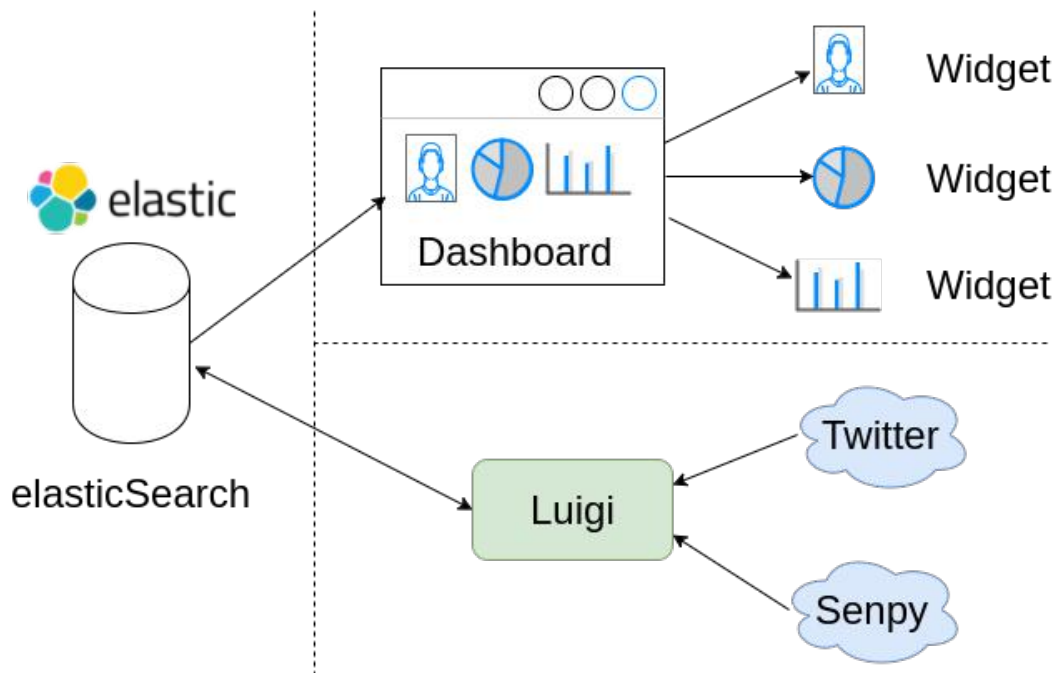 Widget
elastic
Widget
Dashboard
Widget
elasticSearch
Twitter
Luigi
Senpy